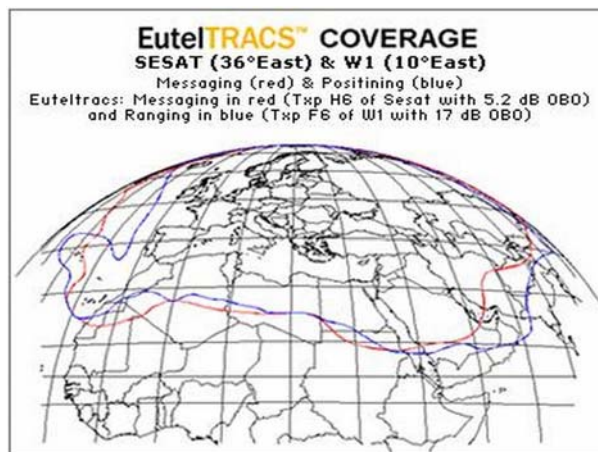 EutelTRACS™ COVERAGE
SESAT (36°East) & W1 (10°East)
Messaging (red) & Positining (blue)
Euteltracs: Messaging in red (Txp H6 of Sesat with 5.2 dB OBO)
and Ranging in blue (Txp F6 of W1 with 17 dB OBO)